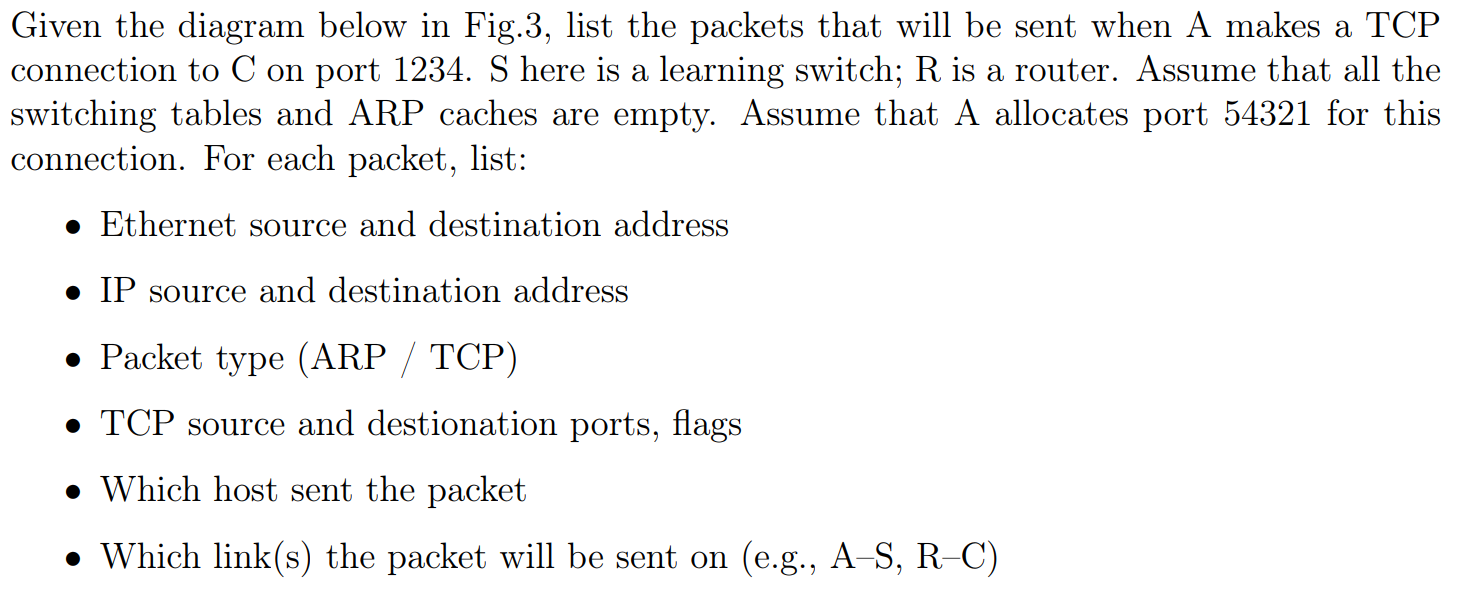 Given the diagram below in Fig.3, list the packets that will be sent when A makes a TCP
connection to C on port 1234. S here is a learning switch; R is a router. Assume that all the
switching tables and ARP caches are empty. Assume that A allocates port 54321 for this
connection. For each packet, list:
• Ethernet source and destination address
• IP source and destination address
• Packet type (ARP / TCP)
• TCP source and destionation ports, flags
• Which host sent the packet
• Which link(s) the packet will be sent on (e.g., A–S, R–C)